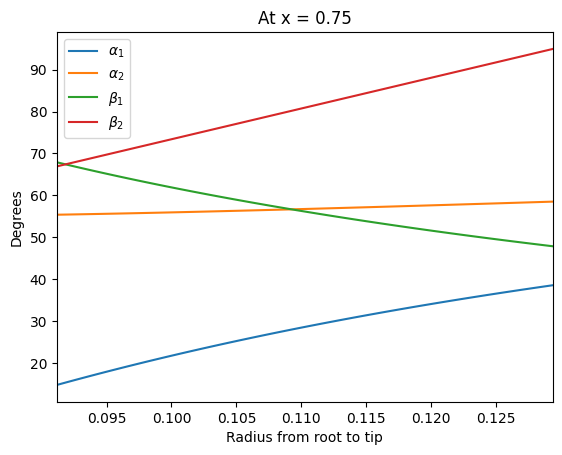 At x = 0.75
α₁
α₂
β₁
β₂
90
80
70
60
50
40
30
20
Degrees
0.095 0.100 0.105 0.110 0.115 0.120 0.125
Radius from root to tip